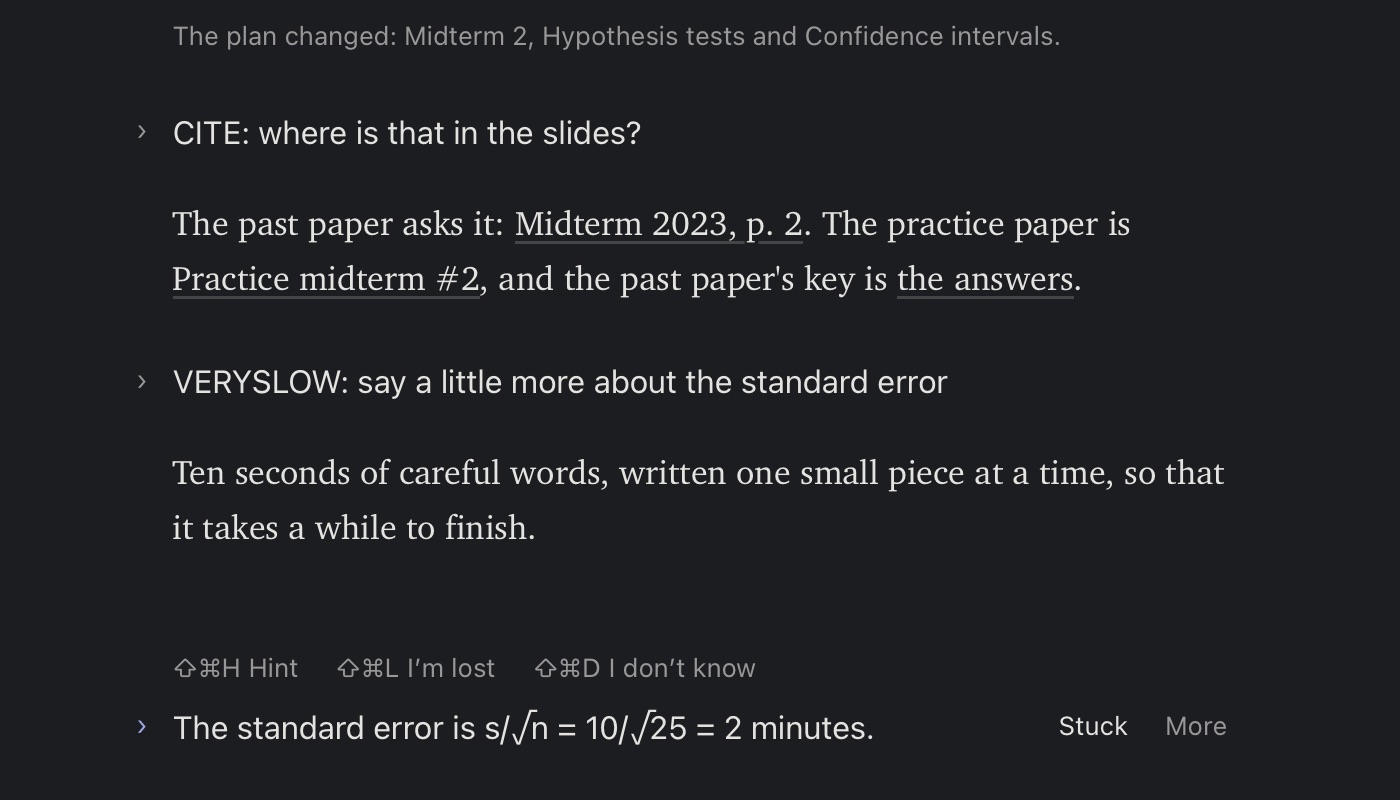 The plan changed: Midterm 2, Hypothesis tests and Confidence intervals.
› CITE: where is that in the slides?
The past paper asks it: Midterm 2023, p. 2. The practice paper is
Practice midterm #2, and the past paper's key is the answers.
› VERYSLOW: say a little more about the standard error
Ten seconds of careful words, written one small piece at a time, so that
it takes a while to finish.
⇧⌘H Hint ⇧⌘L I’m lost ⇧⌘D I don’t know
› The standard error is s/√n = 10/√25 = 2 minutes. Stuck More